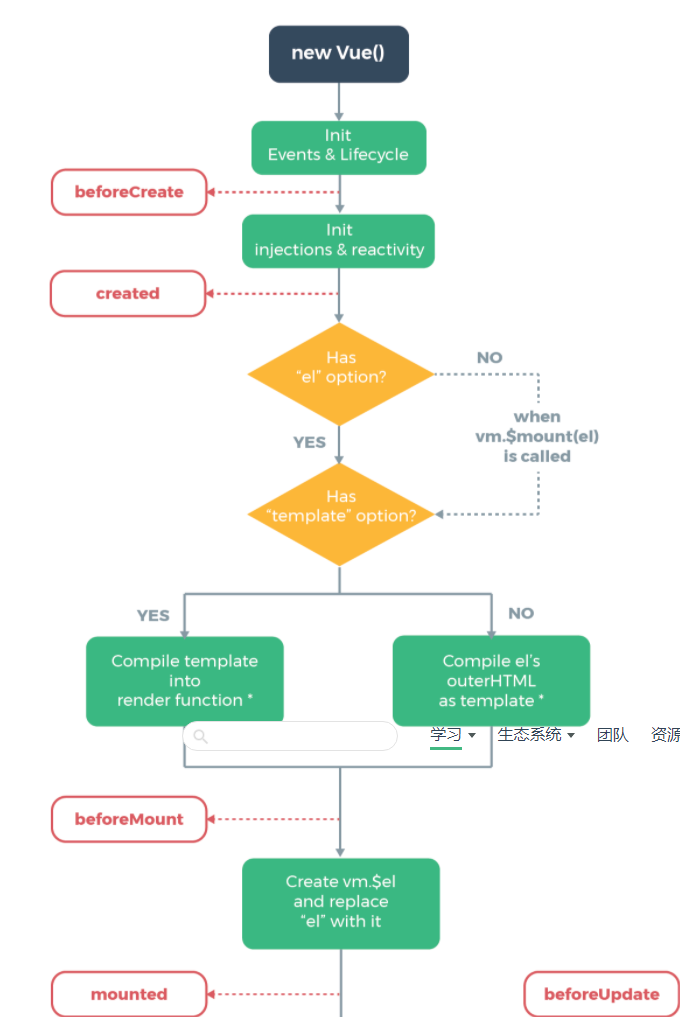 new Vue()
Init
Events & Lifecycle
beforeCreate
Init
injections & reactivity
created
Has
“el” option?
NO
when
vm.$mount(el)
is called
YES
Has
“template” option?
YES
NO
Compile template
into
render function *
Compile el’s
outerHTML
as template *
学习
生态系统
团队
资源
beforeMount
Create vm.$el
and replace
“el” with it
mounted
beforeUpdate